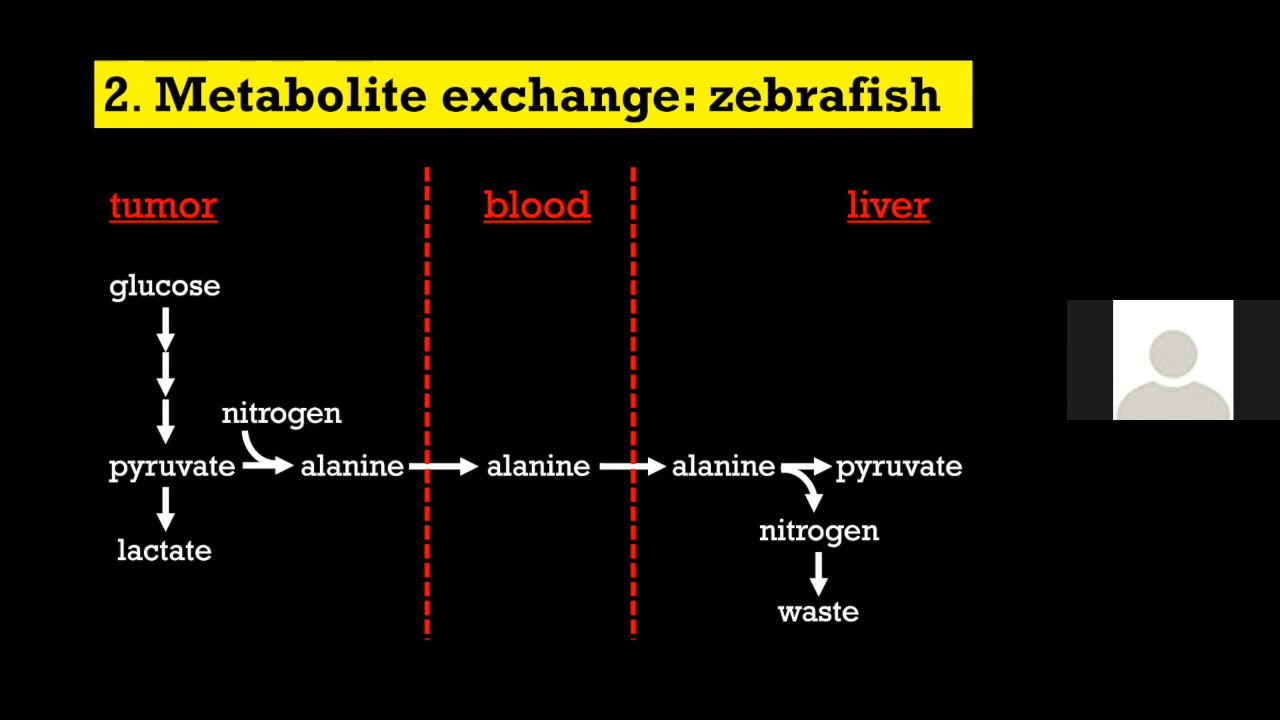 2. Metabolite exchange: zebrafish
tumor
blood
liver
glucose
nitrogen
pyruvate
alanine
alanine
alanine
pyruvate
lactate
nitrogen
waste